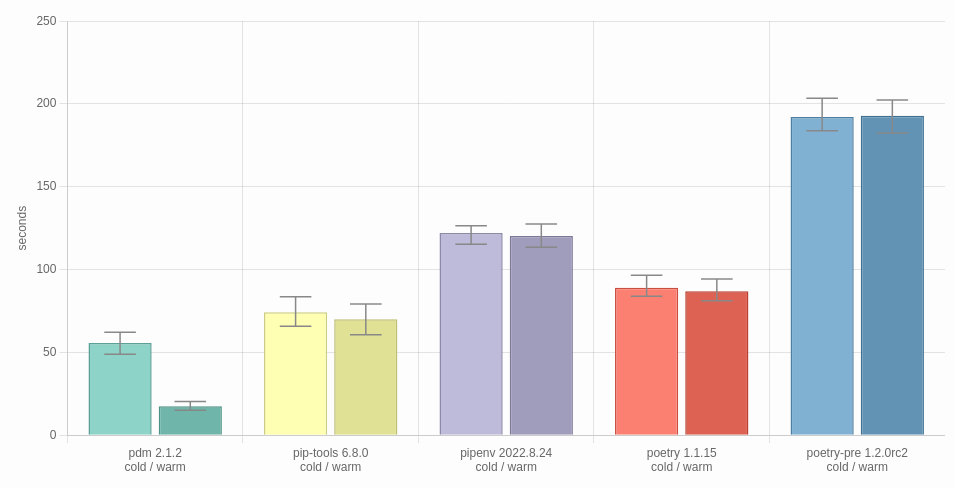 250
200
150
100
50
0
seconds
pdm 2.1.2
cold / warm
pip-tools 6.8.0
cold / warm
pipenv 2022.8.24
cold / warm
poetry 1.1.15
cold / warm
poetry-pre 1.2.0rc2
cold / warm